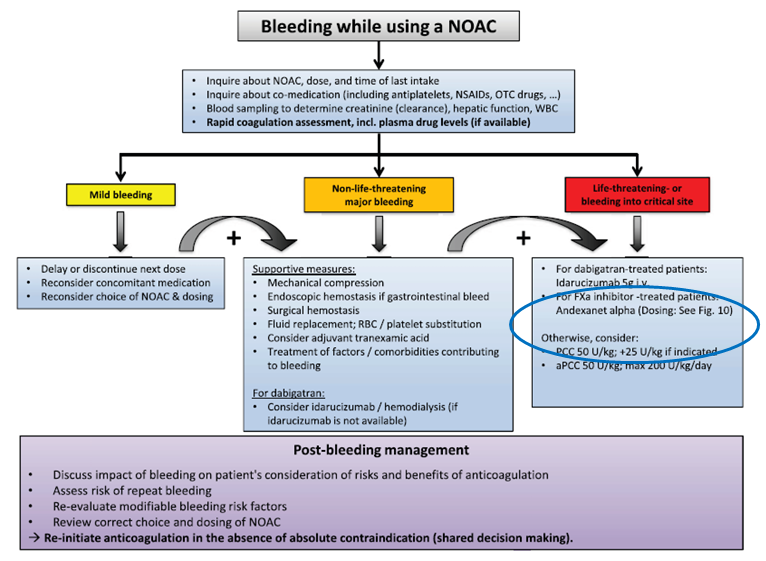 Bleeding while using a NOAC
• Inquire about NOAC, dose, and time of last intake
• Inquire about co-medication (including antiplatelets, NSAIDs, OTC drugs, ...)
• Blood sampling to determine creatinine (clearance), hepatic function, WBC
• Rapid coagulation assessment, incl. plasma drug levels (if available)
Mild bleeding
• Delay or discontinue next dose
• Reconsider concomitant medication
• Reconsider choice of NOAC & dosing
+
Non-life-threatening
major bleeding
Supportive measures:
• Mechanical compression
• Endoscopic hemostasis if gastrointestinal bleed
• Surgical hemostasis
• Fluid replacement; RBC / platelet substitution
• Consider adjuvant tranexamic acid
• Treatment of factors / comorbidities contributing
to bleeding
For dabigatran:
• Consider idarucizumab / hemodialysis (if
idarucizumab is not available)
+
Life-threatening- or
bleeding into critical site
• For dabigatran-treated patients:
Idarucizumab 5g i.v.
• For FXa inhibitor -treated patients:
Andexanet alpha (Dosing: See Fig. 10)
Otherwise, consider:
• PCC 50 U/kg; +25 U/kg if indicated
• aPCC 50 U/kg; max 200 U/kg/day
Post-bleeding management
• Discuss impact of bleeding on patient's consideration of risks and benefits of anticoagulation
• Assess risk of repeat bleeding
• Re-evaluate modifiable bleeding risk factors
• Review correct choice and dosing of NOAC
→ Re-initiate anticoagulation in the absence of absolute contraindication (shared decision making).